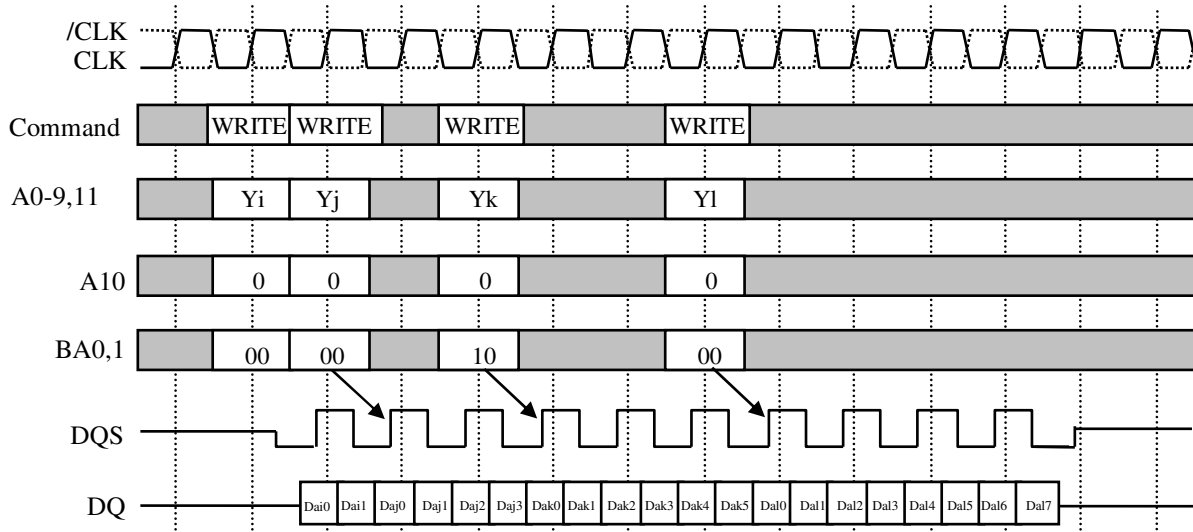 /CLK
CLK
Command WRITE WRITE WRITE WRITE
A0-9,11 Yi Yj Yk Yl
A10 0 0 0 0
BA0,1 00 00 10 00
DQS
DQ Dai0 Dai1 Daj0 Daj1 Daj2 Daj3 Dak0 Dak1 Dak2 Dak3 Dak4 Dak5 Dal0 Dal1 Dal2 Dal3 Dal4 Dal5 Dal6 Dal7